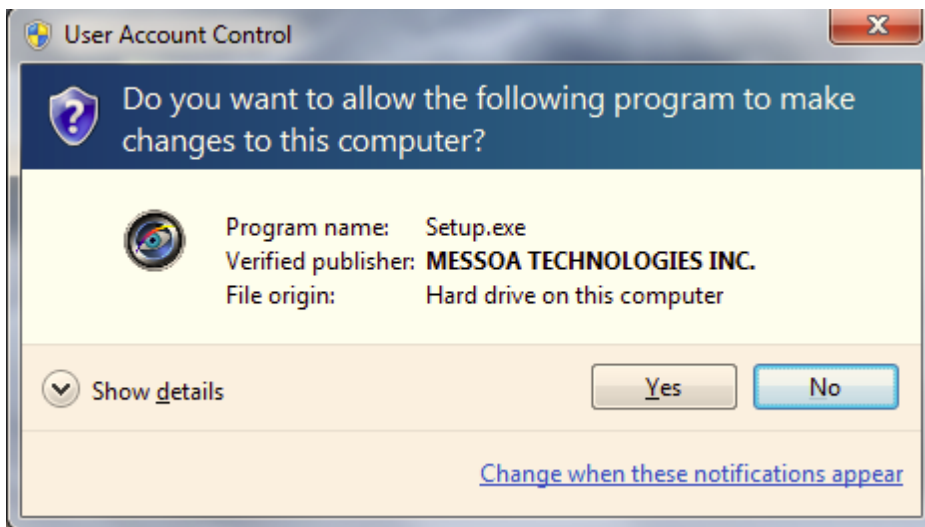 User Account Control
Do you want to allow the following program to make
changes to this computer?
Program name: Setup.exe
Verified publisher: MESSOA TECHNOLOGIES INC.
File origin: Hard drive on this computer
Show details Yes No
Change when these notifications appear